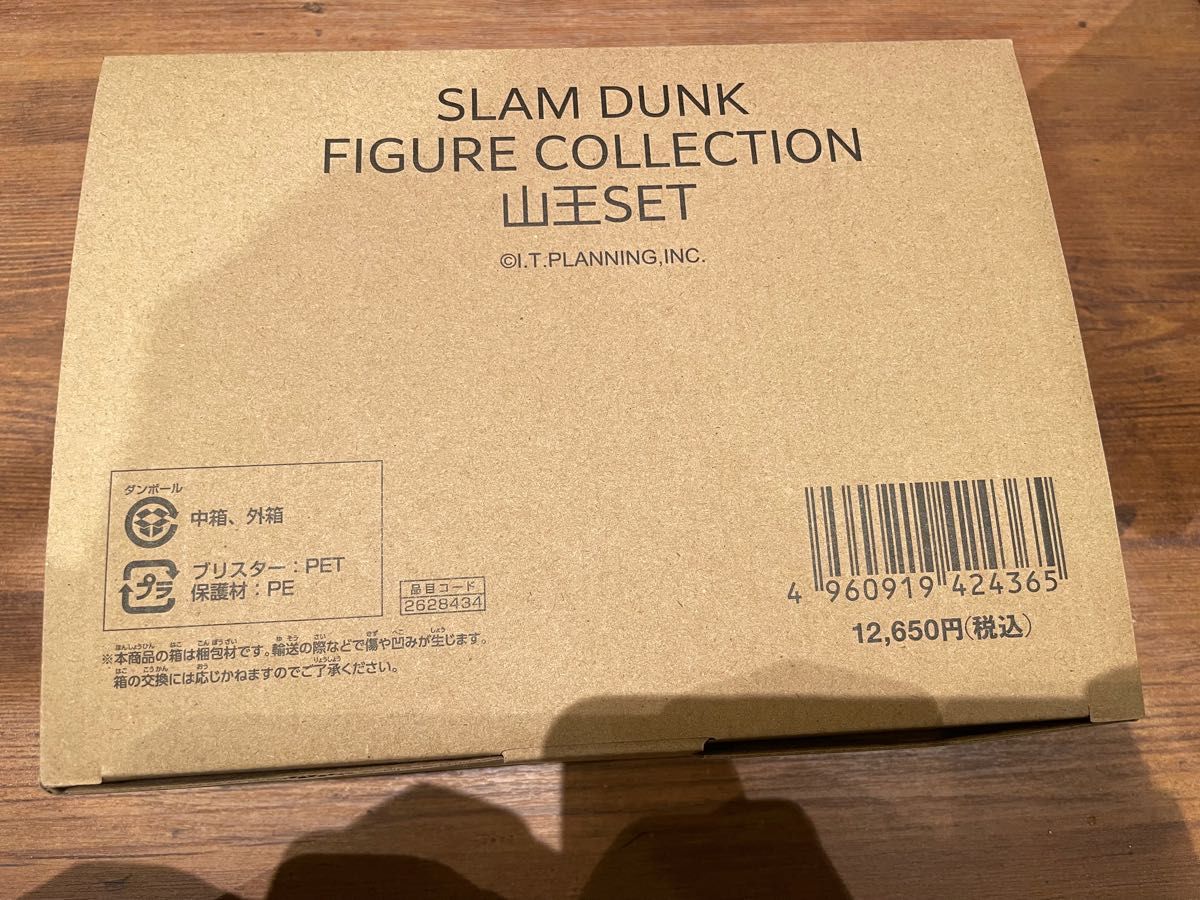 SLAM DUNK
FIGURE COLLECTION
山王SET
©I.T.PLANNING,INC.
ダンボール
中箱、外箱
プラ
ブリスター：PET
保護材：PE
品目コード
2628434
※本商品の箱は梱包材です。輸送の際などで傷や凹みが生じます。
箱の交換には応じかねますのでご了承ください。
4 960919 424365
12,650円(税込)